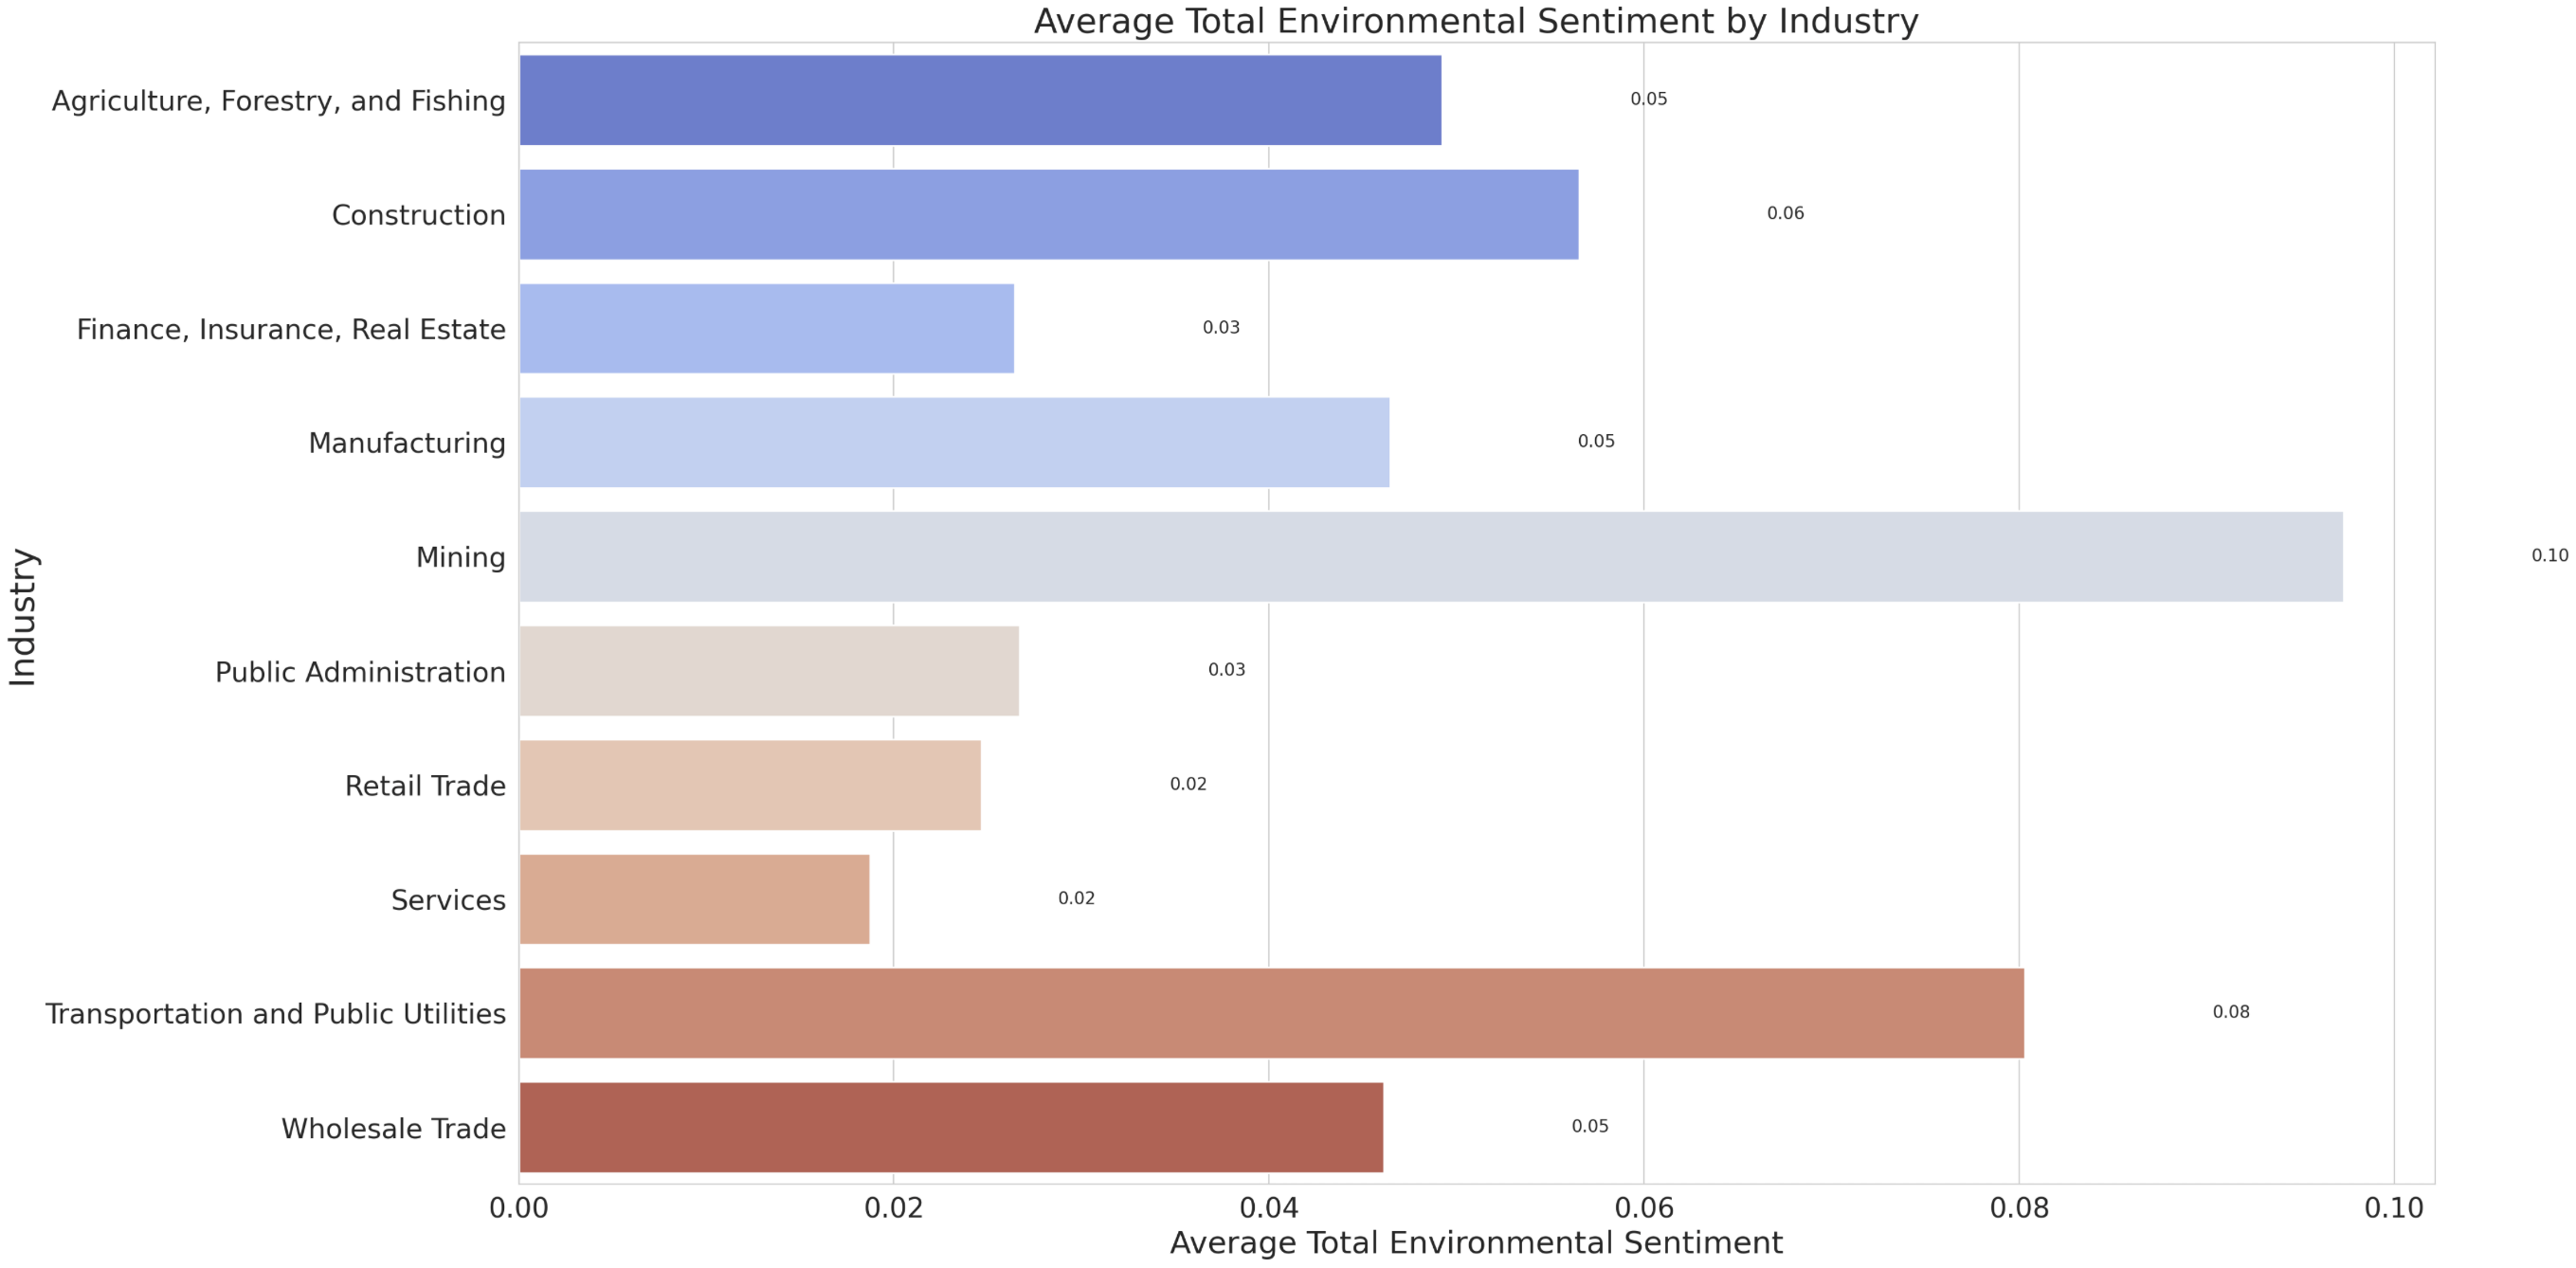 Average Total Environmental Sentiment by Industry
Agriculture, Forestry, and Fishing
0.05
Construction
0.06
Finance, Insurance, Real Estate
0.03
Manufacturing
0.05
Mining
0.10
Industry
Public Administration
0.03
Retail Trade
0.02
Services
0.02
Transportation and Public Utilities
0.08
Wholesale Trade
0.05
0.00 0.02 0.04 0.06 0.08 0.10
Average Total Environmental Sentiment